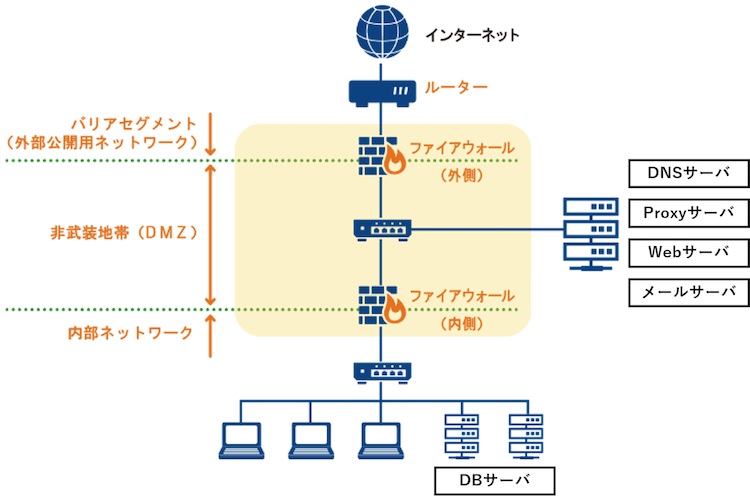 インターネット
ルーター
バリアセグメント
(外部公開用ネットワーク)
ファイアウォール
(外側)
DNSサーバ
Proxyサーバ
非武装地帯(DMZ)
Webサーバ
メールサーバ
ファイアウォール
(内側)
内部ネットワーク
DBサーバ